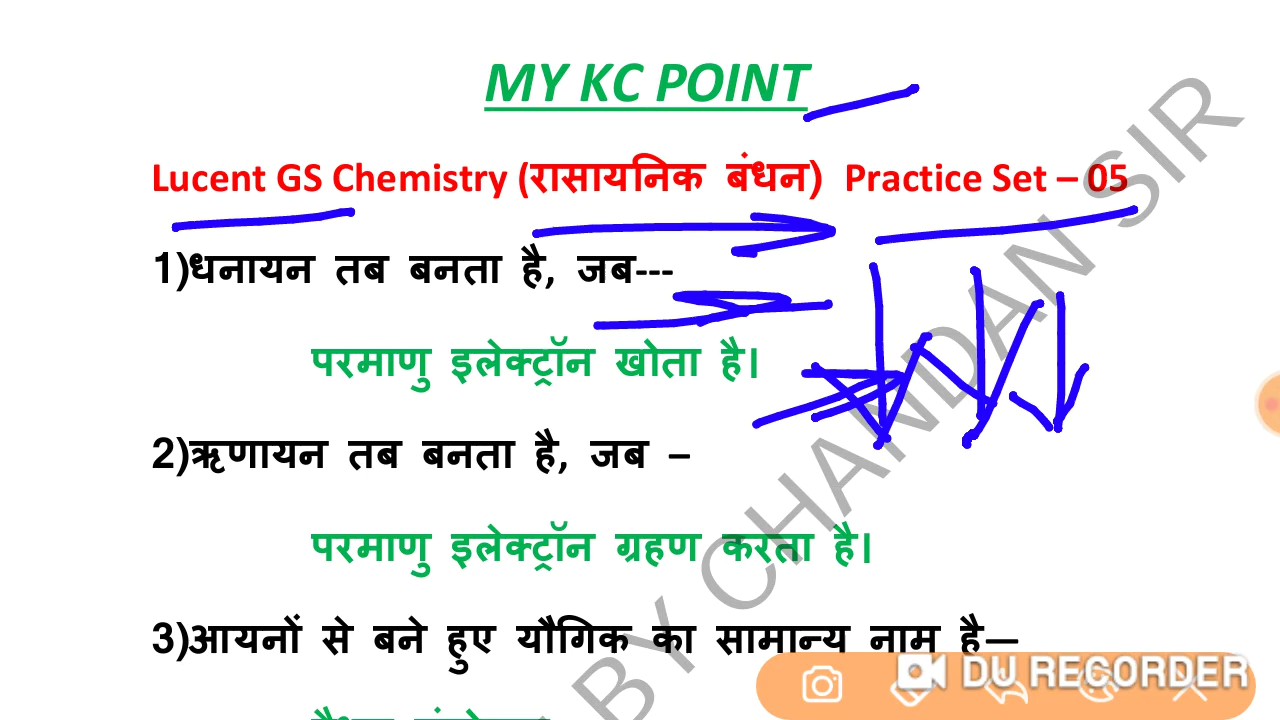 MY KC POINT
Lucent GS Chemistry (रासायनिक बंधन) Practice Set – 05
1)धनायन तब बनता है, जब---
परमाणु इलेक्ट्रॉन खोता है।
2)ऋणायन तब बनता है, जब –
परमाणु इलेक्ट्रॉन ग्रहण करता है।
3)आयनों से बने हुए यौगिक का सामान्य नाम है—
BY CHANDAN SIR
DU RECORDER